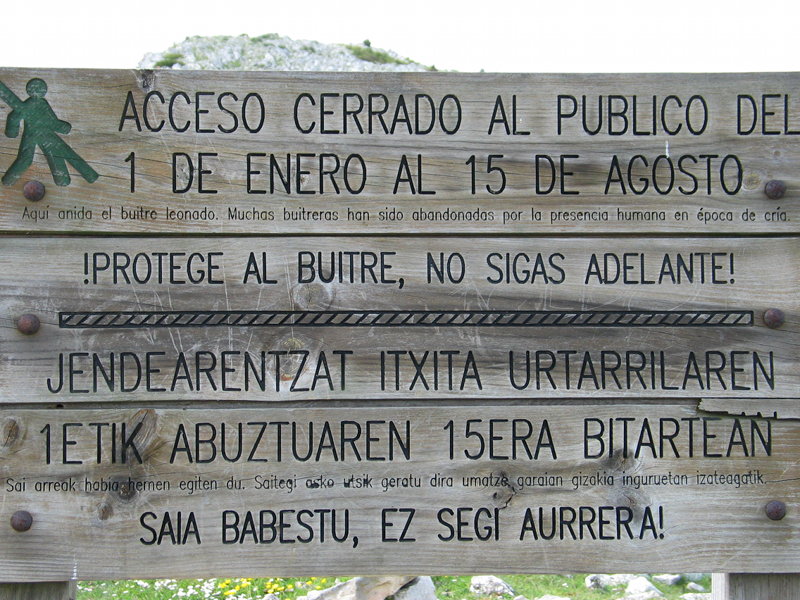 ACCESO CERRADO AL PUBLICO DEL
1 DE ENERO AL 15 DE AGOSTO
Aqui anida el buitre leonado. Muchas buitreras han sido abandonadas por la presencia humana en época de cría.
!PROTEGE AL BUITRE, NO SIGAS ADELANTE!
JENDEARENTZAT ITXITA URTARRILAREN
1ETIK ABUZTUAREN 15ERA BITARTEAN
Sai arreak habia hemen egiten du. Saitegi asko utsik geratu dira umatze garaian gizakia inguruetan izateagatik.
SAIA BABESTU, EZ SEGI AURRERA!